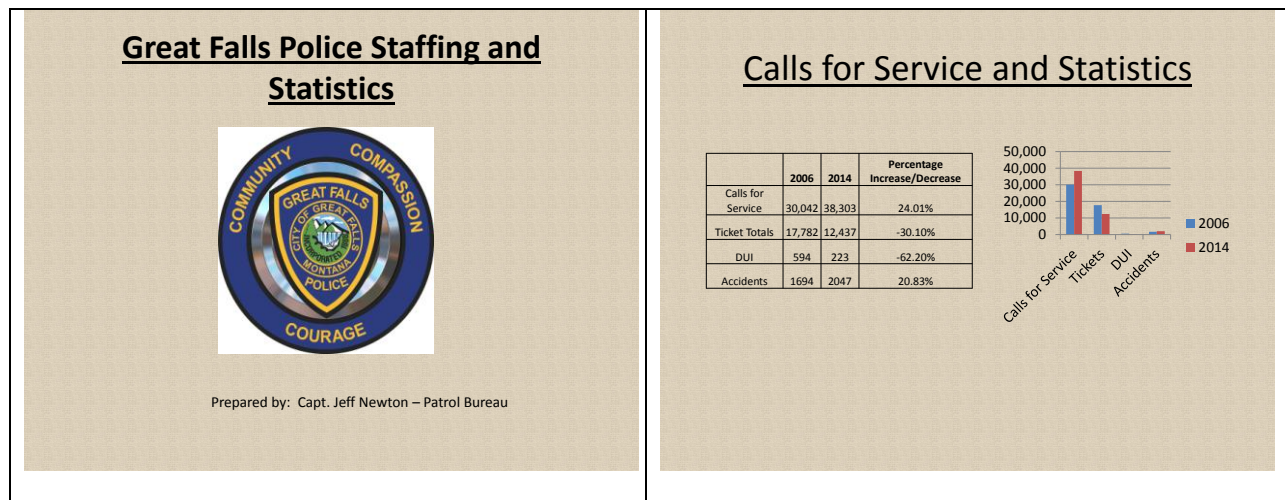 Great Falls Police Staffing and
Statistics
COMMUNITY
COMPASSION
GREAT FALLS
CITY OF GREAT FALLS
INCORPORATED
MONTANA
POLICE
COURAGE
Prepared by:  Capt. Jeff Newton – Patrol Bureau
Calls for Service and Statistics
2006 2014 Percentage
Increase/Decrease
Calls for
Service 30,042 38,303 24.01%
Ticket Totals 17,782 12,437 -30.10%
DUI 594 223 -62.20%
Accidents 1694 2047 20.83%
50,000
40,000
30,000
20,000
10,000
0
Calls for Service
Tickets
DUI
Accidents
2006
2014